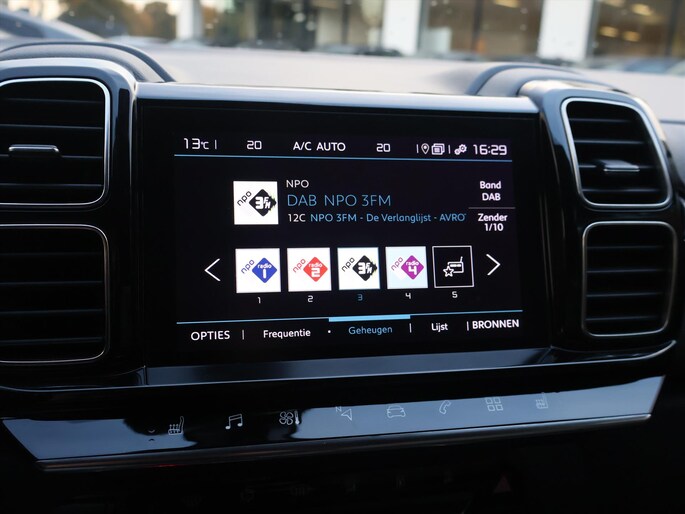 13°C 20 A/C AUTO 20 16:29
NPO
DAB NPO 3FM
12C NPO 3FM - De Verlanglijst - AVRO
Band
DAB
Zender
1/10
npo 3FM
npo radio 1
npo radio 2
npo 3FM
npo radio 4
1 2 3 4 5
OPTIES Frequentie Geheugen Lijst BRONNEN
N